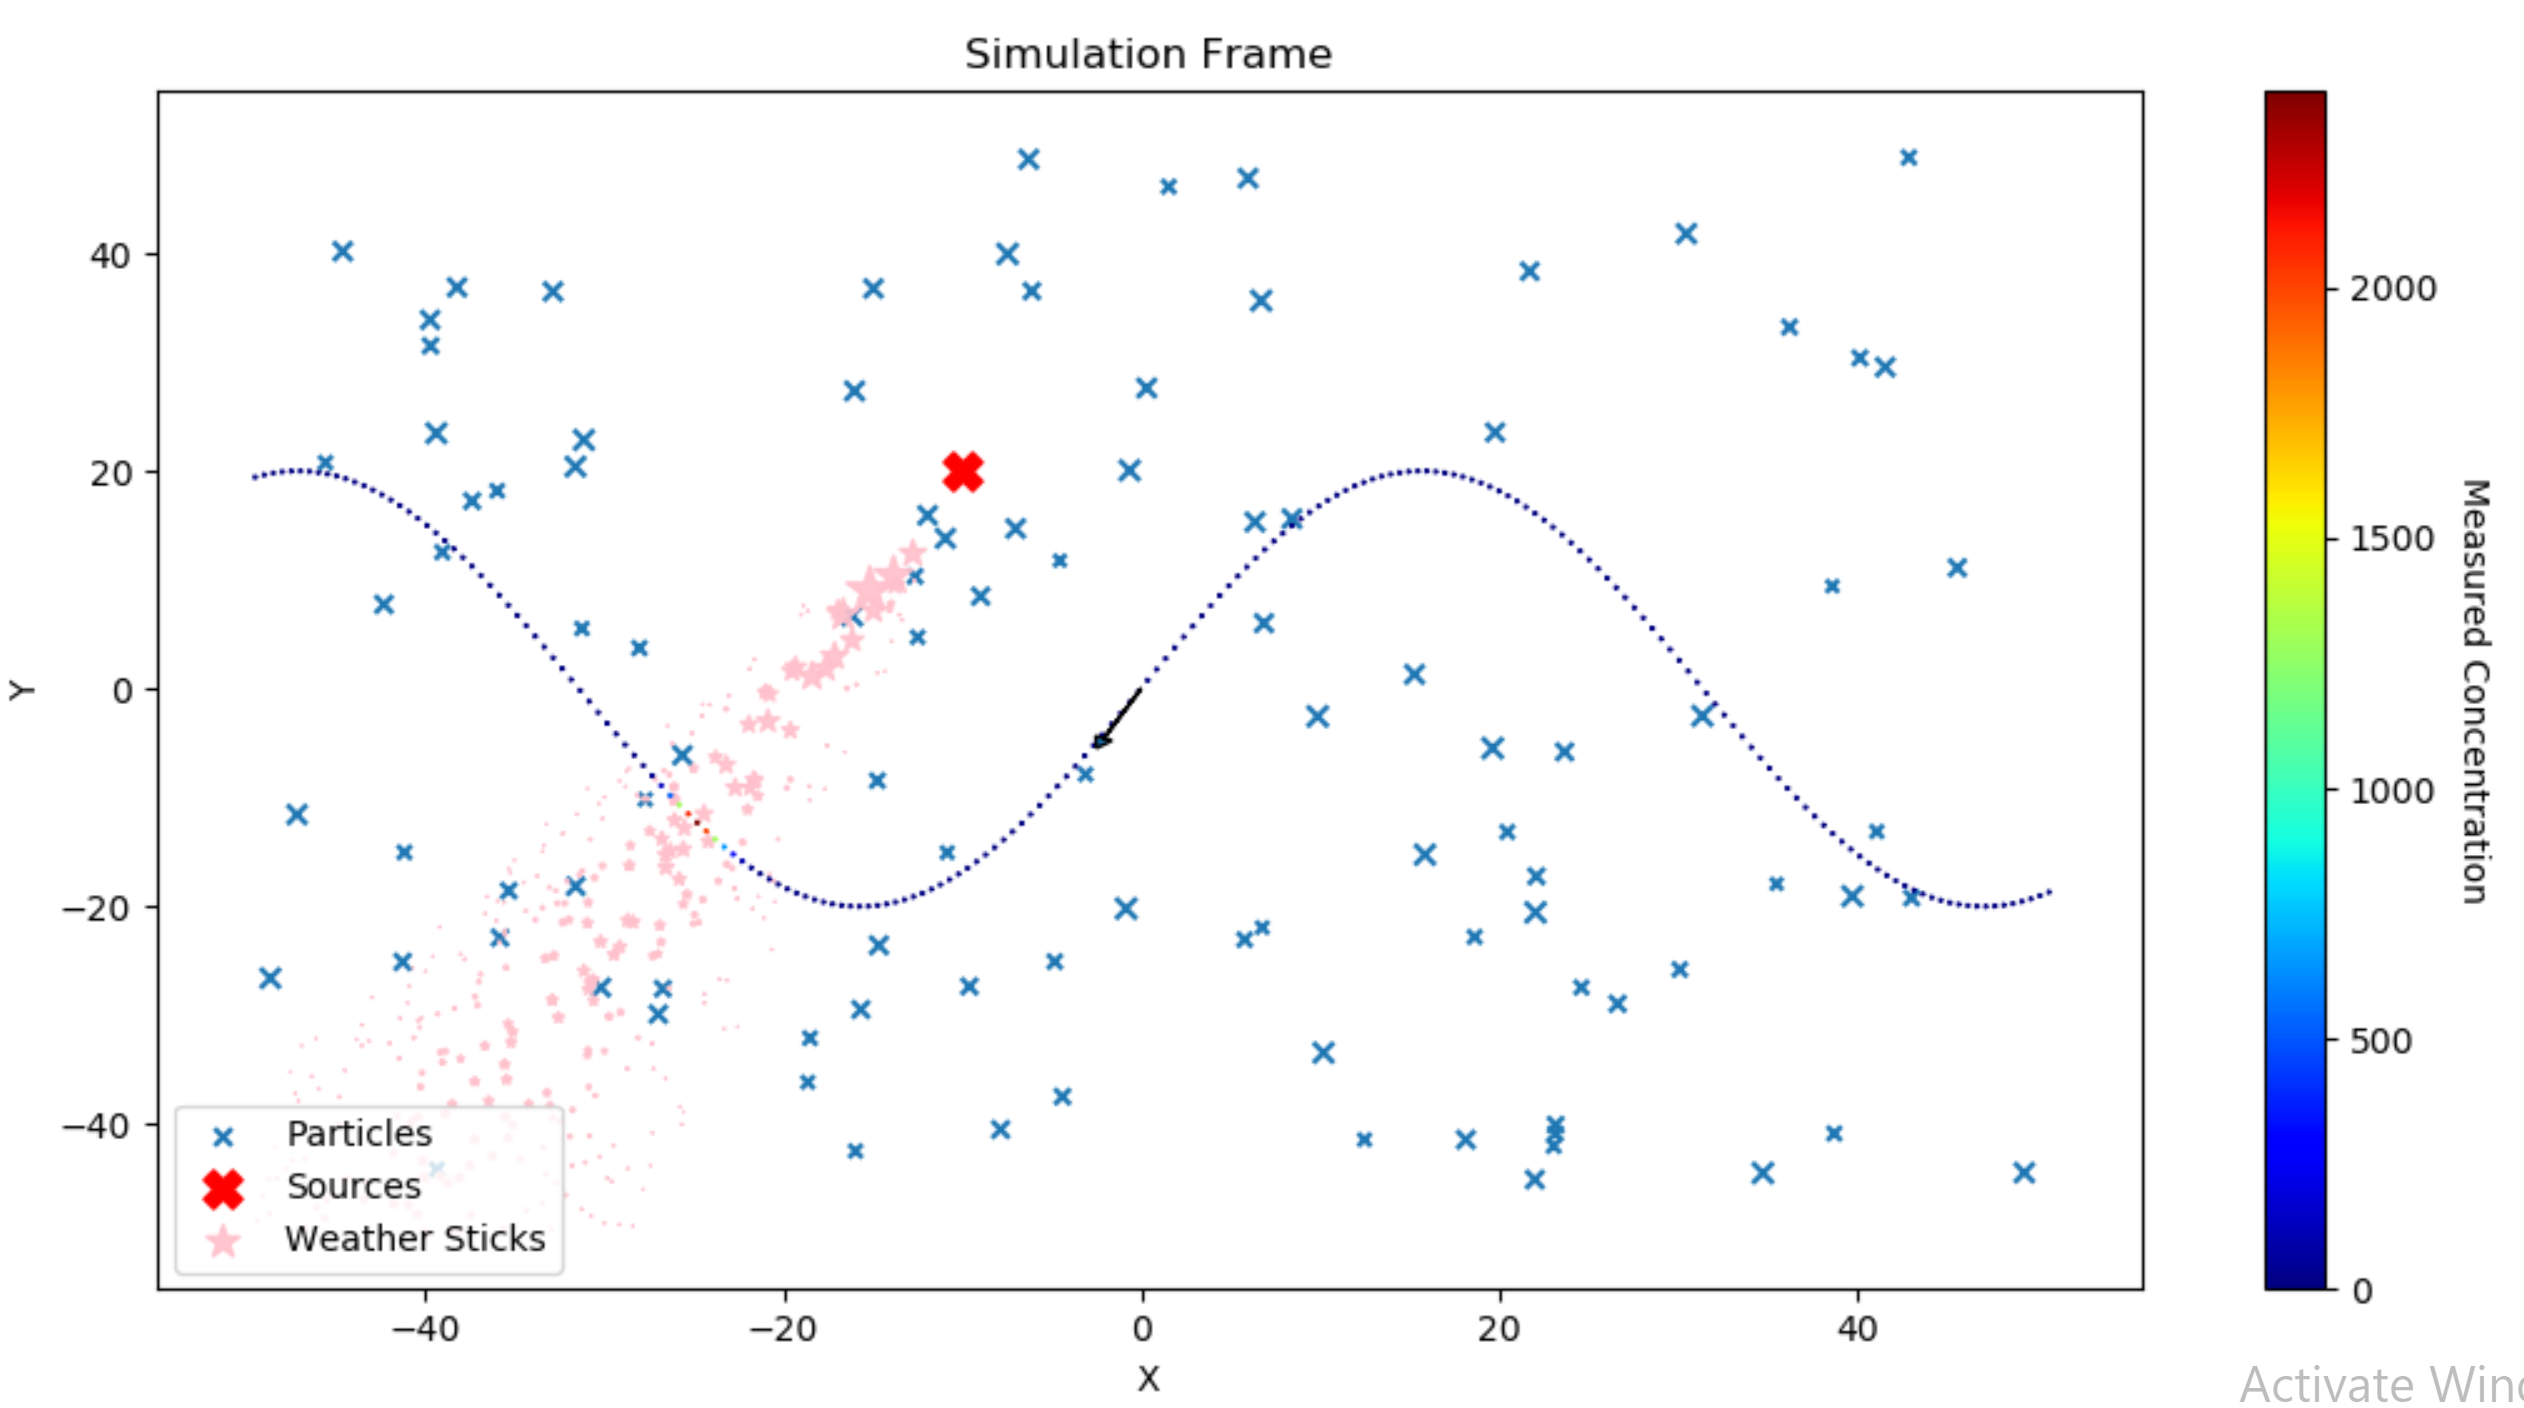 Simulation Frame
40
20
0
−20
−40
Y
−40
−20
0
20
40
X
Particles
Sources
Weather Sticks
2000
1500
1000
500
0
Measured Concentration
Activate Win